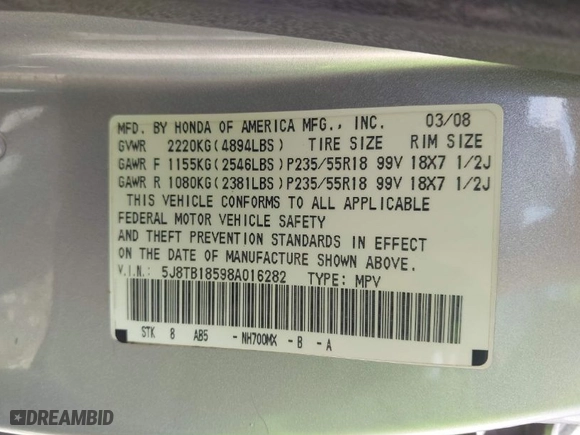 MFD. BY HONDA OF AMERICA MFG., INC. 03/08
GVWR 2220KG(4894LBS) TIRE SIZE RIM SIZE
GAWR F 1155KG(2546LBS)P235/55R18 99V 18X7 1/2J
GAWR R 1080KG(2381LBS)P235/55R18 99V 18X7 1/2J
THIS VEHICLE CONFORMS TO ALL APPLICABLE
FEDERAL MOTOR VEHICLE SAFETY
AND THEFT PREVENTION STANDARDS IN EFFECT
ON THE DATE OF MANUFACTURE SHOWN ABOVE.
V.I.N.: 5J8TB18598A016282 TYPE: MPV
STK 8 AB5 -NH700MX -B -A
DREAMBID